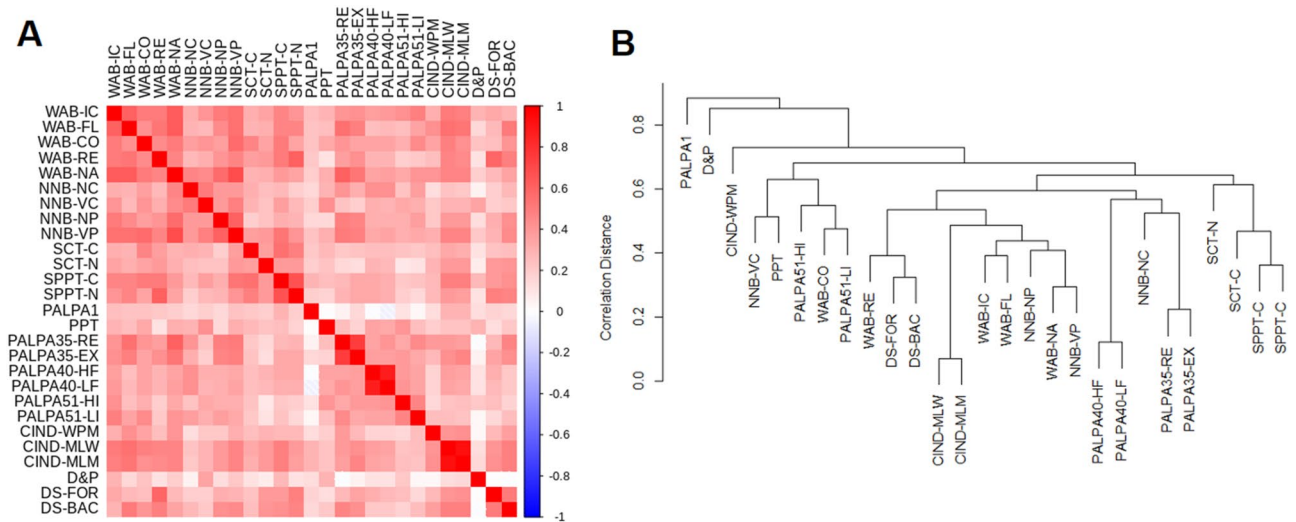 A
WAB-IC
WAB-FL
WAB-CO
WAB-RE
WAB-NA
NNB-NC
NNB-VC
NNB-NP
NNB-VP
SCT-C
SCT-N
SPPT-C
SPPT-N
PALPA1
PPT
PALPA35-RE
PALPA35-EX
PALPA40-HF
PALPA40-LF
PALPA51-HI
PALPA51-LI
CIND-WPM
CIND-MLW
CIND-MLM
D&P
DS-FOR
DS-BAC
WAB-IC
WAB-FL
WAB-CO
WAB-RE
WAB-NA
NNB-NC
NNB-VC
NNB-NP
NNB-VP
SCT-C
SCT-N
SPPT-C
SPPT-N
PALPA1
PPT
PALPA35-RE
PALPA35-EX
PALPA40-HF
PALPA40-LF
PALPA51-HI
PALPA51-LI
CIND-WPM
CIND-MLW
CIND-MLM
D&P
DS-FOR
DS-BAC
1
0.8
0.6
0.4
0.2
0
-0.2
-0.4
-0.6
-0.8
-1
B
Correlation Distance
0.8
0.6
0.4
0.2
0.0
PALPA1
D&P
CIND-WPM
NNB-VC
PPT
PALPA51-HI
WAB-CO
PALPA51-LI
WAB-RE
DS-FOR
DS-BAC
CIND-MLW
CIND-MLM
WAB-IC
WAB-FL
NNB-NP
WAB-NA
NNB-VP
PALPA40-HF
PALPA40-LF
NNB-NC
PALPA35-RE
PALPA35-EX
SCT-N
SCT-C
SPPT-C
SPPT-C